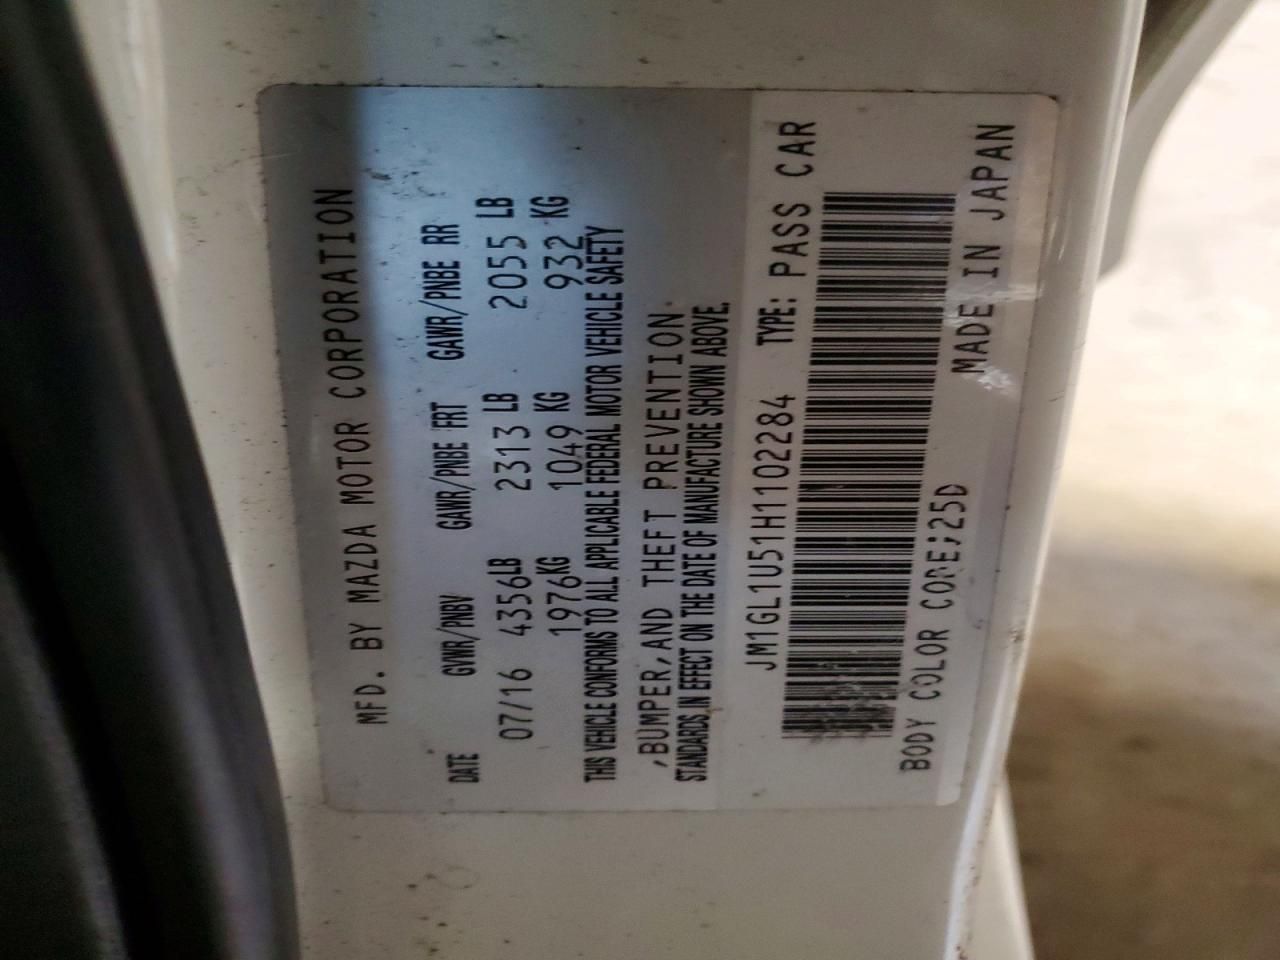 MFD. BY MAZDA MOTOR CORPORATION
DATE GVWR/PNBV GAWR/PNBE FRT GAWR/PNBE RR
07/16 4356LB 2313 LB 2055 LB
1976KG 1049 KG 932 KG
THIS VEHICLE CONFORMS TO ALL APPLICABLE FEDERAL MOTOR VEHICLE SAFETY
,BUMPER,AND THEFT PREVENTION
STANDARDS IN EFFECT ON THE DATE OF MANUFACTURE SHOWN ABOVE.
JM1GL1U51H1102284 TYPE: PASS CAR
BODY COLOR CODE;25D MADE IN JAPAN